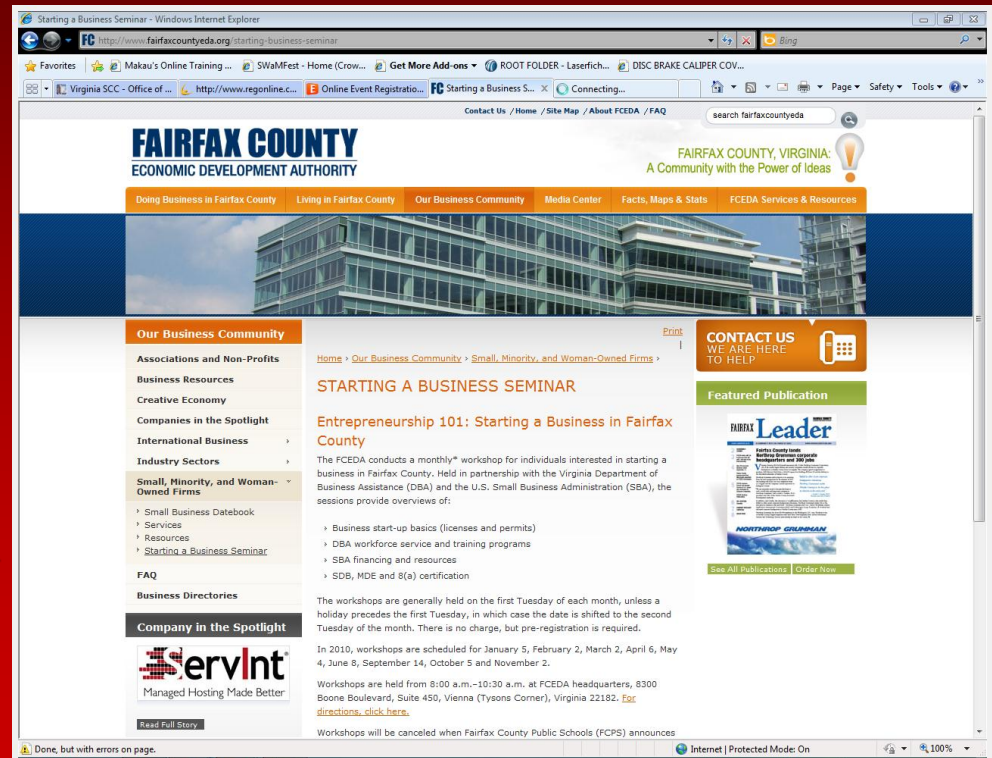 Starting a Business Seminar - Windows Internet Explorer
http://www.fairfaxcountyeda.org/starting-business-seminar
Bing
Favorites
Makau's Online Training ...
SWaMFest - Home (Crow...
Get More Add-ons
ROOT FOLDER - Laserfich...
DISC BRAKE CALIPER COV...
Virginia SCC - Office of ...
http://www.regonline.c...
Online Event Registratio...
Starting a Business S...
Connecting...
Page
Safety
Tools
Contact Us / Home / Site Map / About FCEDA / FAQ
search fairfaxcountyeda
FAIRFAX COUNTY
ECONOMIC DEVELOPMENT AUTHORITY
FAIRFAX COUNTY, VIRGINIA:
A Community with the Power of Ideas
Doing Business in Fairfax County
Living in Fairfax County
Our Business Community
Media Center
Facts, Maps & Stats
FCEDA Services & Resources
Our Business Community
Associations and Non-Profits
Business Resources
Creative Economy
Companies in the Spotlight
International Business
Industry Sectors
Small, Minority, and Woman-
Owned Firms
Small Business Datebook
Services
Resources
Starting a Business Seminar
FAQ
Business Directories
Company in the Spotlight
ServInt
Managed Hosting Made Better
Read Full Story
Print
|
Home › Our Business Community › Small, Minority, and Woman-Owned Firms ›
STARTING A BUSINESS SEMINAR
Entrepreneurship 101: Starting a Business in Fairfax
County
The FCEDA conducts a monthly* workshop for individuals interested in starting a
business in Fairfax County. Held in partnership with the Virginia Department of
Business Assistance (DBA) and the U.S. Small Business Administration (SBA), the
sessions provide overviews of:
› Business start-up basics (licenses and permits)
› DBA workforce service and training programs
› SBA financing and resources
› SDB, MDE and 8(a) certification
The workshops are generally held on the first Tuesday of each month, unless a
holiday precedes the first Tuesday, in which case the date is shifted to the second
Tuesday of the month. There is no charge, but pre-registration is required.
In 2010, workshops are scheduled for January 5, February 2, March 2, April 6, May
4, June 8, September 14, October 5 and November 2.
Workshops are held from 8:00 a.m.–10:30 a.m. at FCEDA headquarters, 8300
Boone Boulevard, Suite 450, Vienna (Tysons Corner), Virginia 22182. For
directions, click here.
Workshops will be canceled when Fairfax County Public Schools (FCPS) announces
CONTACT US
WE ARE HERE
TO HELP
Featured Publication
FAIRFAX Leader
Fairfax County lands
Northrop Grumman corporate
headquarters and 300 jobs
NORTHROP GRUMMAN
See All Publications
Order Now
Done, but with errors on page.
Internet | Protected Mode: On
100%